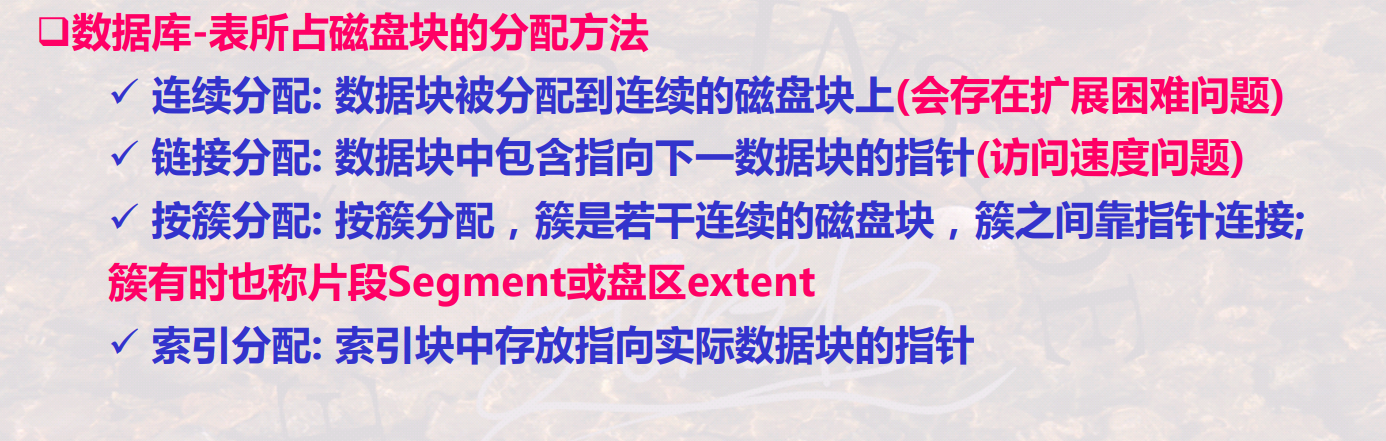 ❑数据库-表所占磁盘块的分配方法
✓ 连续分配: 数据块被分配到连续的磁盘块上(会存在扩展困难问题)
✓ 链接分配: 数据块中包含指向下一数据块的指针(访问速度问题)
✓ 按簇分配: 按簇分配，簇是若干连续的磁盘块，簇之间靠指针连接;
簇有时也称片段Segment或盘区extent
✓ 索引分配: 索引块中存放指向实际数据块的指针